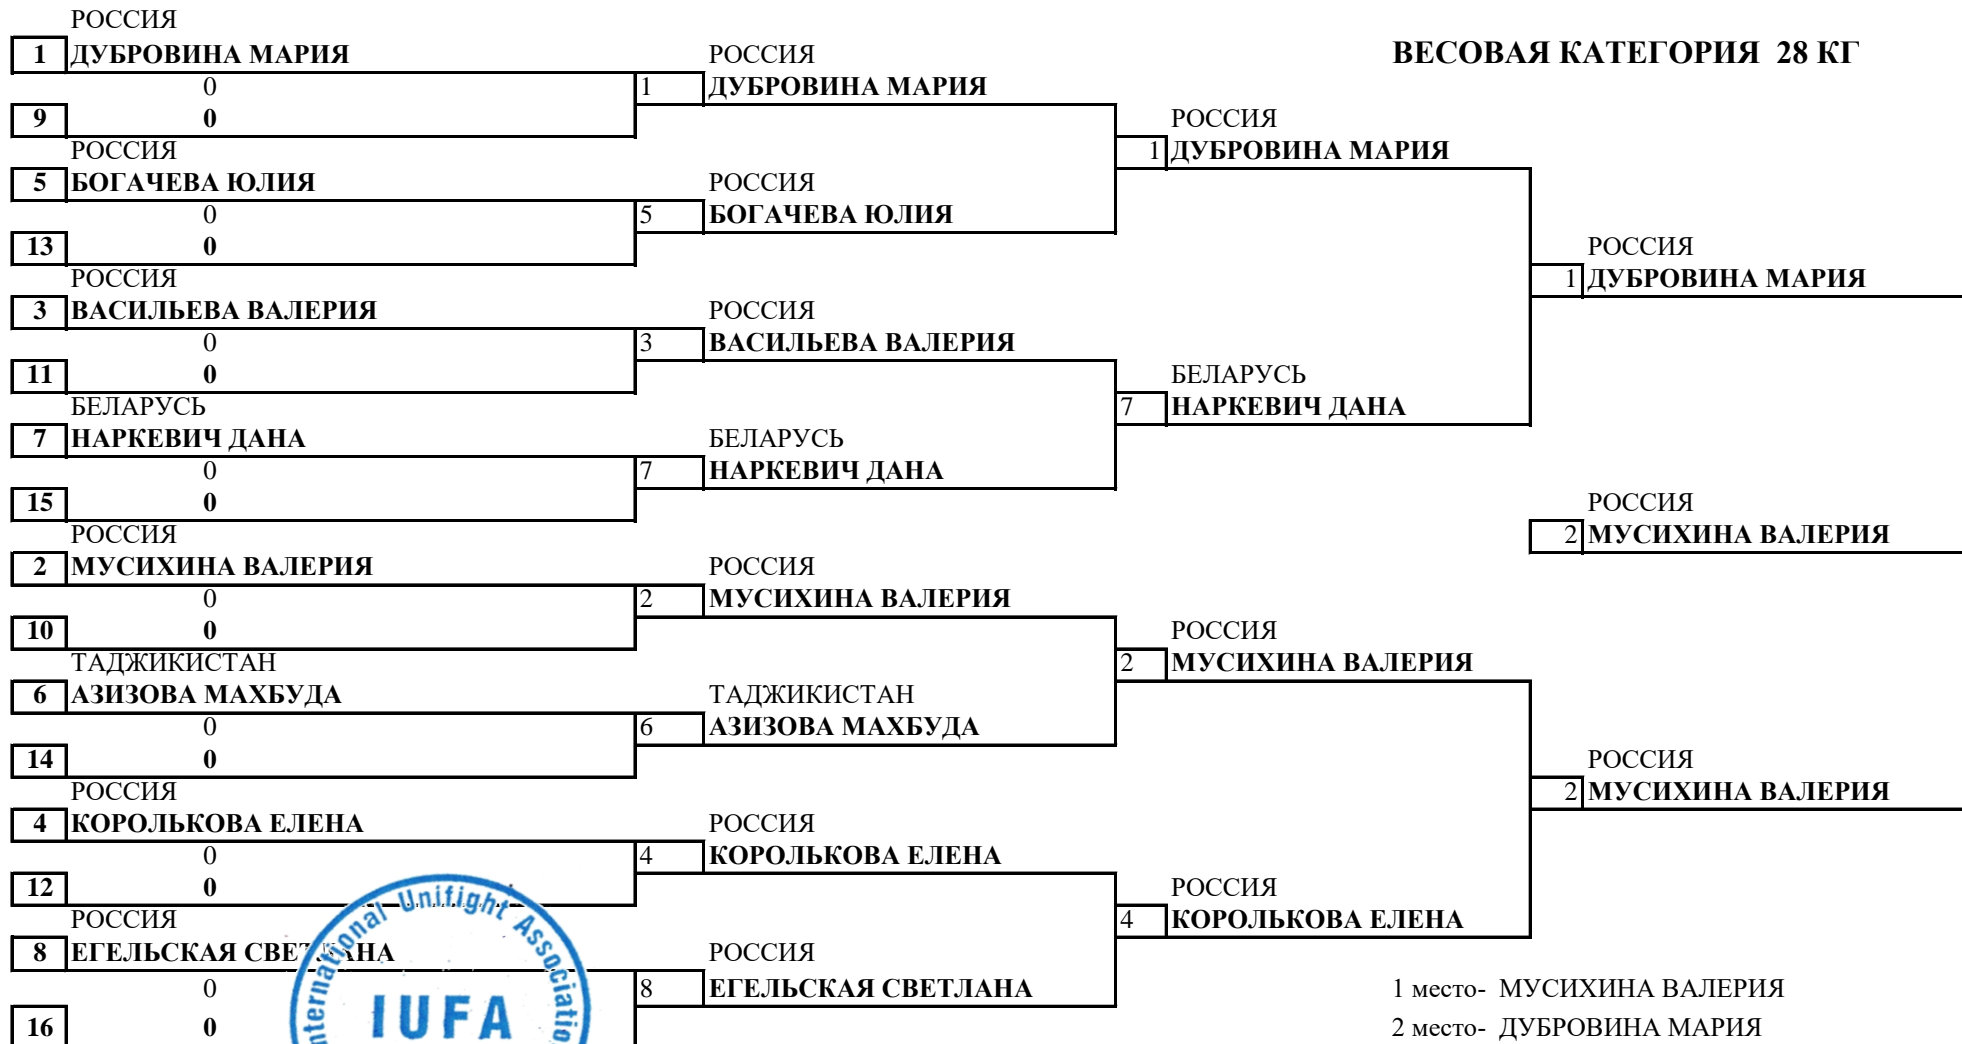 РОССИЯ
1 ДУБРОВИНА МАРИЯ
РОССИЯ
ВЕСОВАЯ КАТЕГОРИЯ 28 КГ
0
1 ДУБРОВИНА МАРИЯ
9 0
РОССИЯ
РОССИЯ
1 ДУБРОВИНА МАРИЯ
5 БОГАЧЕВА ЮЛИЯ
РОССИЯ
0
5 БОГАЧЕВА ЮЛИЯ
13 0
РОССИЯ
РОССИЯ
1 ДУБРОВИНА МАРИЯ
3 ВАСИЛЬЕВА ВАЛЕРИЯ
РОССИЯ
0
3 ВАСИЛЬЕВА ВАЛЕРИЯ
11 0
БЕЛАРУСЬ
БЕЛАРУСЬ
7 НАРКЕВИЧ ДАНА
7 НАРКЕВИЧ ДАНА
БЕЛАРУСЬ
0
7 НАРКЕВИЧ ДАНА
15 0
РОССИЯ
РОССИЯ
2 МУСИХИНА ВАЛЕРИЯ
2 МУСИХИНА ВАЛЕРИЯ
РОССИЯ
0
2 МУСИХИНА ВАЛЕРИЯ
10 0
РОССИЯ
ТАДЖИКИСТАН
2 МУСИХИНА ВАЛЕРИЯ
6 АЗИЗОВА МАХБУДА
ТАДЖИКИСТАН
0
6 АЗИЗОВА МАХБУДА
14 0
РОССИЯ
РОССИЯ
2 МУСИХИНА ВАЛЕРИЯ
4 КОРОЛЬКОВА ЕЛЕНА
РОССИЯ
0
4 КОРОЛЬКОВА ЕЛЕНА
12 0
РОССИЯ
РОССИЯ
4 КОРОЛЬКОВА ЕЛЕНА
8 ЕГЕЛЬСКАЯ СВЕТЛАНА
РОССИЯ
0
8 ЕГЕЛЬСКАЯ СВЕТЛАНА
1 место- МУСИХИНА ВАЛЕРИЯ
16 0
2 место- ДУБРОВИНА МАРИЯ
International Unifight Association
IUFA